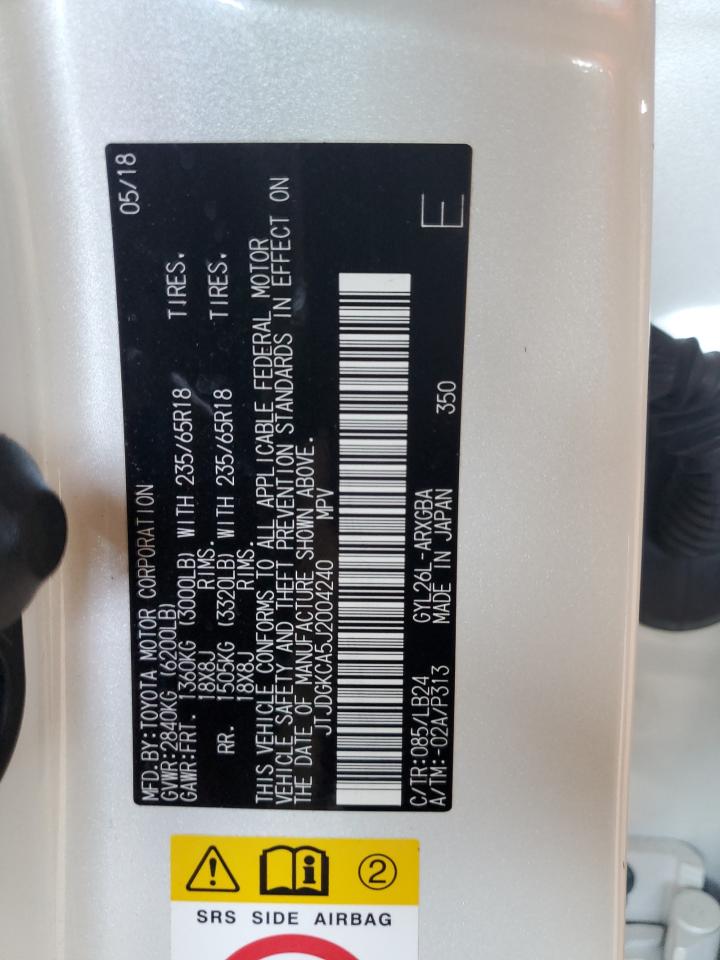 MFD.BY:TOYOTA MOTOR CORPORATION 05/18
GVWR:2840KG (6200LB)
GAWR:FRT. 1360KG (3000LB) WITH 235/65R18 TIRES.
18X8J RIMS.
RR. 1505KG (3320LB) WITH 235/65R18 TIRES.
18X8J RIMS.
THIS VEHICLE CONFORMS TO ALL APPLICABLE FEDERAL MOTOR
VEHICLE SAFETY AND THEFT PREVENTION STANDARDS IN EFFECT ON
THE DATE OF MANUFACTURE SHOWN ABOVE.
JTJDGKCA5J2004240 MPV
C/TR:085/LB24 GYL26L-ARXGBA 350
A/TM:-02A/P313 MADE IN JAPAN
E
2
SRS SIDE AIRBAG